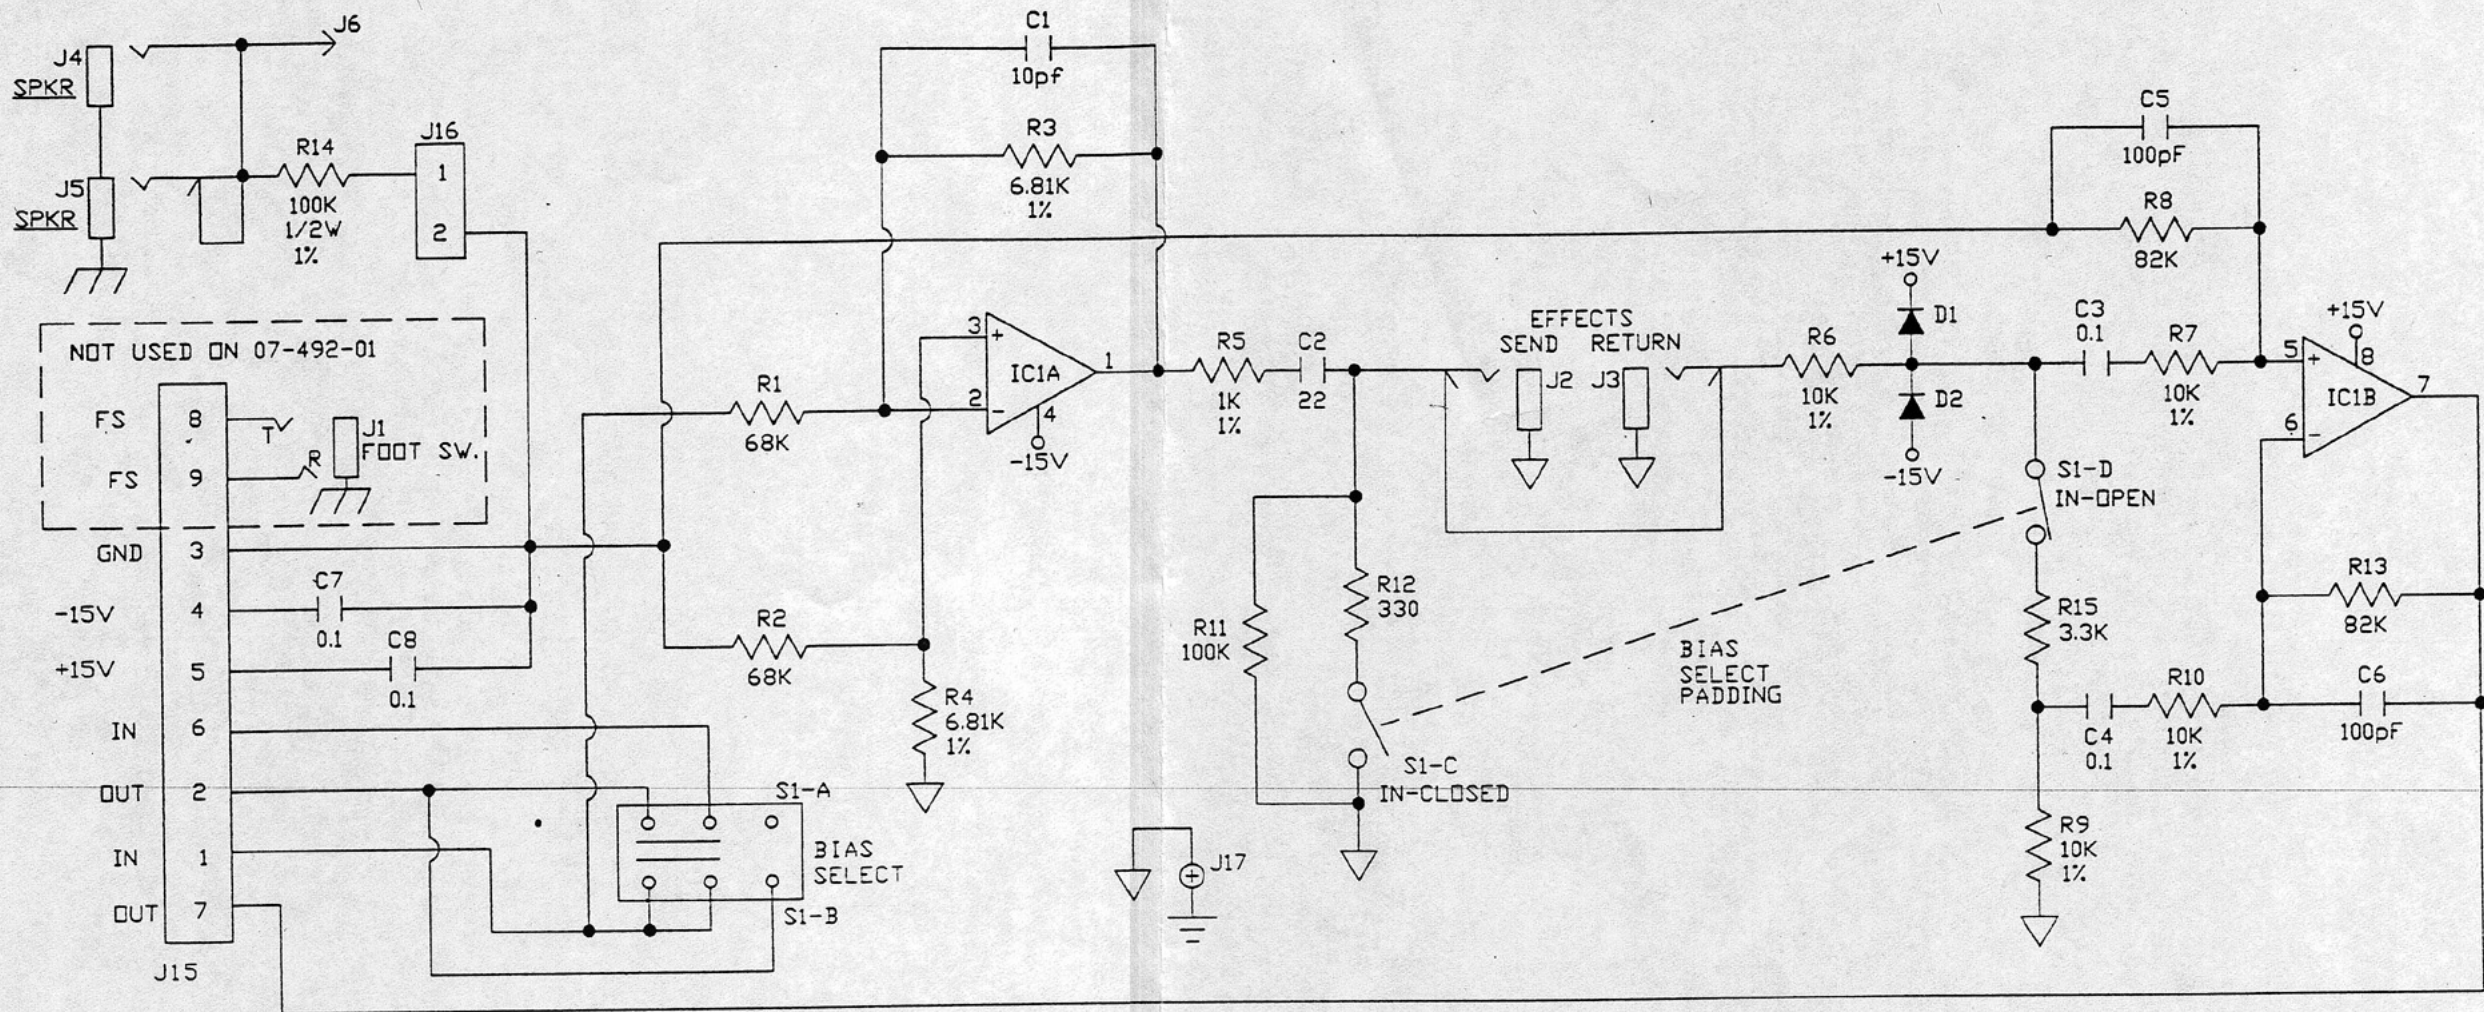 J6
J4
SPKR
J5
SPKR
R14
100K
1/2W
1%
J16
1
2
NOT USED ON 07-492-01
FS
8
T
J1
FOOT SW.
FS
9
R
GND
3
C7
0.1
-15V
4
C8
0.1
+15V
5
IN
6
OUT
2
IN
1
OUT
7
J15
C1
10pf
R3
6.81K
1%
3
+
IC1A
1
2
-
4
-15V
R1
68K
R2
68K
R4
6.81K
1%
S1-A
BIAS
SELECT
S1-B
R5
1K
1%
C2
22
EFFECTS
SEND RETURN
J2 J3
R11
100K
R12
330
S1-C
IN-CLOSED
J17
BIAS
SELECT
PADDING
R6
10K
1%
+15V
D1
D2
-15V
C5
100pF
R8
82K
C3
0.1
R7
10K
1%
+15V
8
5
+
IC1B
7
6
-
S1-D
IN-OPEN
R15
3.3K
R13
82K
C4
0.1
R10
10K
1%
C6
100pF
R9
10K
1%